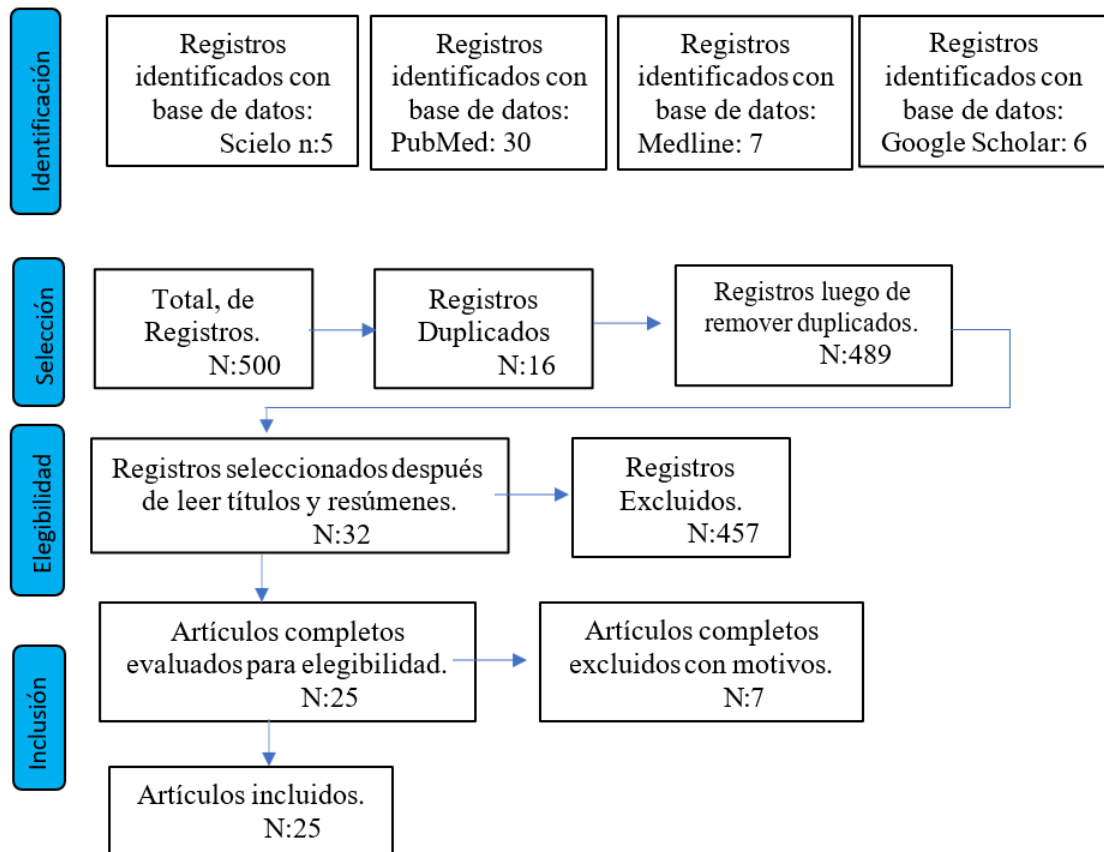 Identificación
Registros
identificados con
base de datos:
Scielo n:5
Registros
identificados con
base de datos:
PubMed: 30
Registros
identificados con
base de datos:
Medline: 7
Registros
identificados con
base de datos:
Google Scholar: 6
Selección
Total, de
Registros.
N:500
Registros
Duplicados
N:16
Registros luego de
remover duplicados.
N:489
Elegibilidad
Registros seleccionados después
de leer títulos y resúmenes.
N:32
Registros
Excluidos.
N:457
Inclusión
Artículos completos
evaluados para elegibilidad.
N:25
Artículos completos
excluidos con motivos.
N:7
Artículos incluidos.
N:25